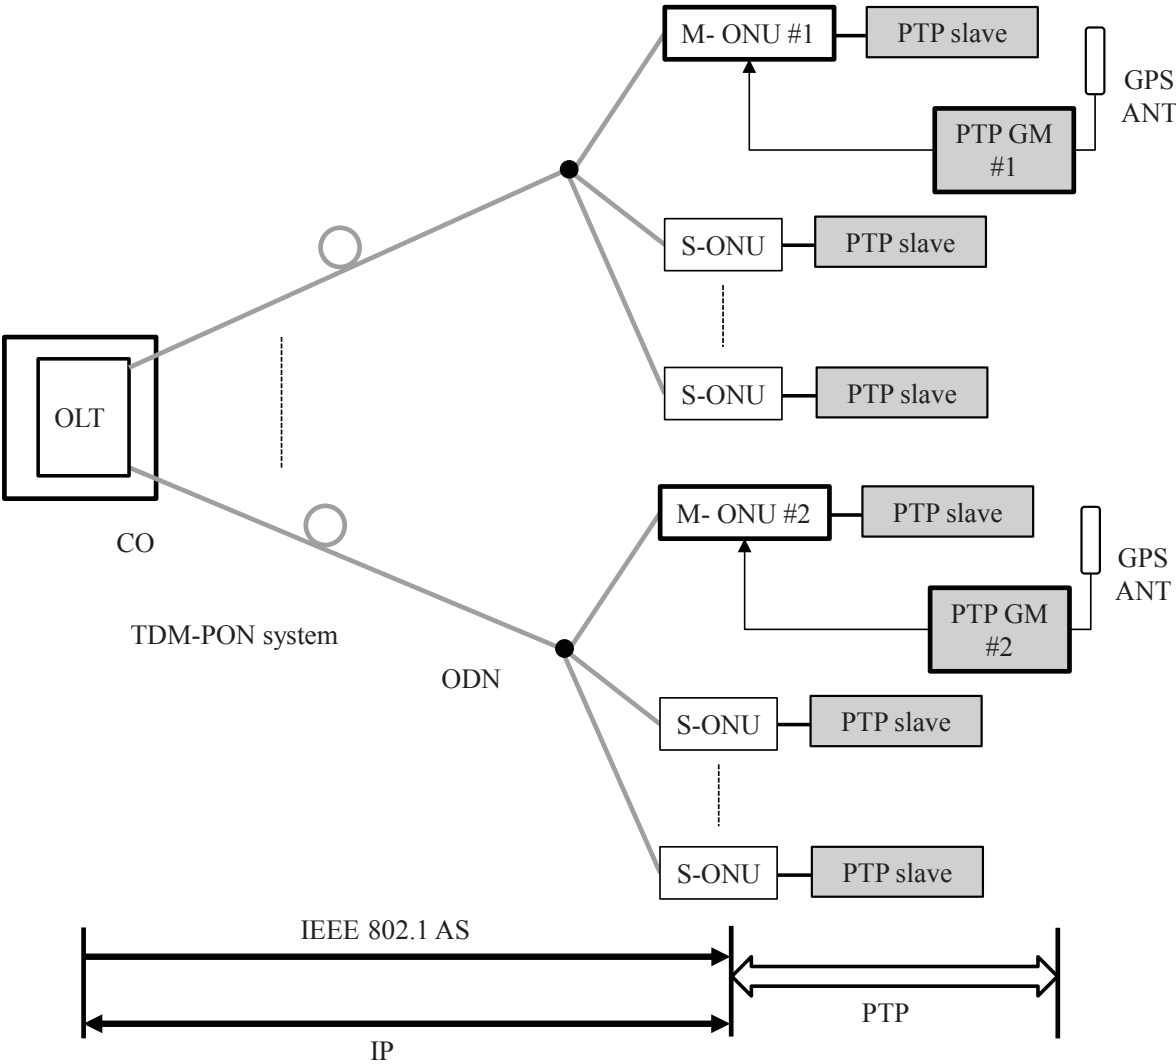 M- ONU #1
PTP slave
GPS
ANT
PTP GM
#1
S-ONU
PTP slave
S-ONU
PTP slave
OLT
CO
M- ONU #2
PTP slave
GPS
ANT
PTP GM
#2
TDM-PON system
ODN
S-ONU
PTP slave
S-ONU
PTP slave
IEEE 802.1 AS
PTP
IP